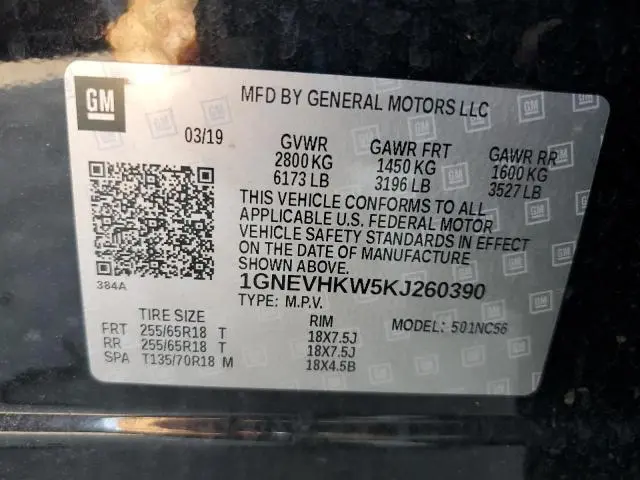 GM
MFD BY GENERAL MOTORS LLC
03/19
GVWR GAWR FRT GAWR RR
2800 KG 1450 KG 1600 KG
6173 LB 3196 LB 3527 LB
THIS VEHICLE CONFORMS TO ALL
APPLICABLE U.S. FEDERAL MOTOR
VEHICLE SAFETY STANDARDS IN EFFECT
ON THE DATE OF MANUFACTURE
SHOWN ABOVE.
384A
1GNEVHKW5KJ260390
TYPE: M.P.V.
TIRE SIZE RIM MODEL: 501NC56
FRT 255/65R18 T 18X7.5J
RR 255/65R18 T 18X7.5J
SPA T135/70R18 M 18X4.5B